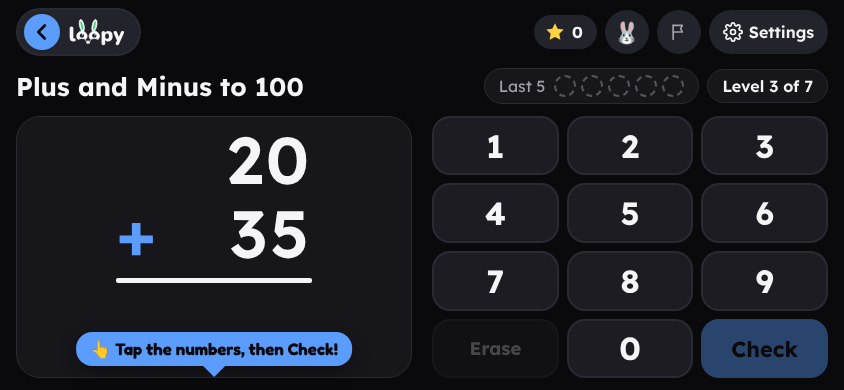 loopy
0
Settings
Plus and Minus to 100
Last 5
Level 3 of 7
20
+ 35
👆 Tap the numbers, then Check!
1 2 3
4 5 6
7 8 9
Erase 0 Check